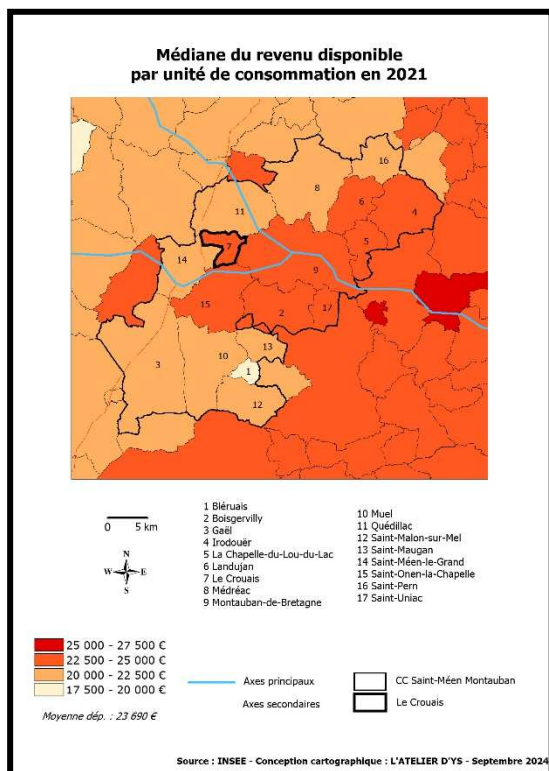 Médiane du revenu disponible
par unité de consommation en 2021
16
8
6
4
11
5
7
14
9
15
2
17
13
10
3
1
12
0 5 km
N
W E
S
1 Bléruais
2 Boisgervilly
3 Gaël
4 Irodouër
5 La Chapelle-du-Lou-du-Lac
6 Landujan
7 Le Crouais
8 Médréac
9 Montauban-de-Bretagne
10 Muel
11 Quédillac
12 Saint-Malon-sur-Mel
13 Saint-Maugan
14 Saint-Méen-le-Grand
15 Saint-Onen-la-Chapelle
16 Saint-Pern
17 Saint-Uniac
25 000 - 27 500 €
22 500 - 25 000 €
20 000 - 22 500 €
17 500 - 20 000 €
Moyenne dép. : 23 690 €
Axes principaux
Axes secondaires
CC Saint-Méen Montauban
Le Crouais
Source : INSEE - Conception cartographique : L'ATELIER D'YS - Septembre 2024